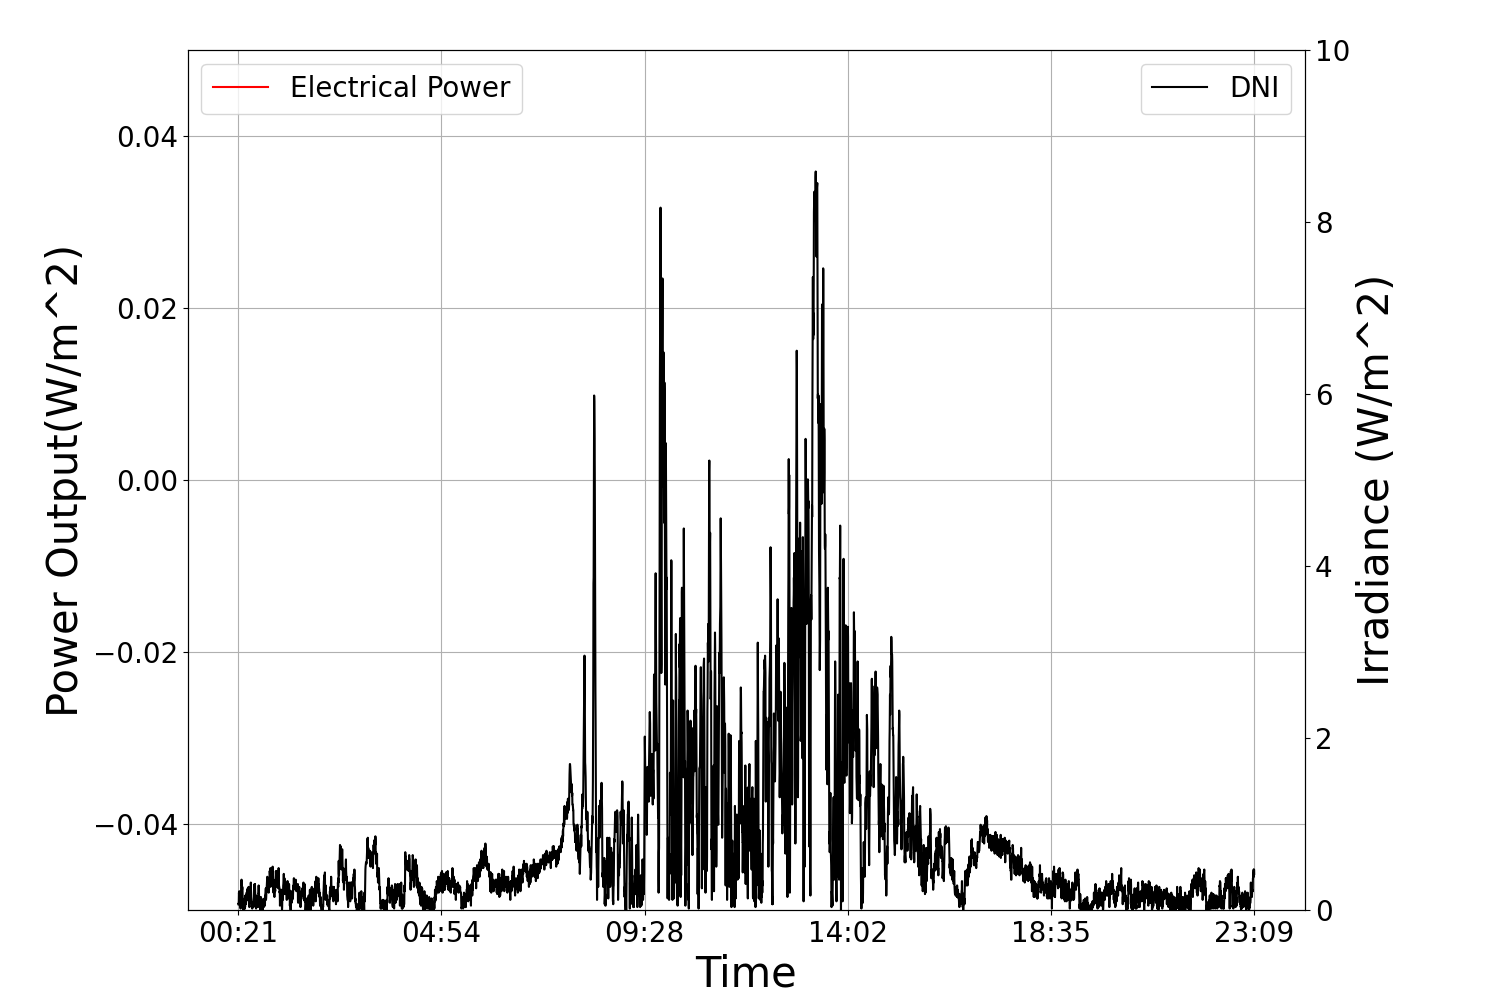 Electrical Power
DNI
Power Output(W/m^2)
0.04
0.02
0.00
−0.02
−0.04
10
8
6
4
2
0
Irradiance (W/m^2)
00:21 04:54 09:28 14:02 18:35 23:09
Time